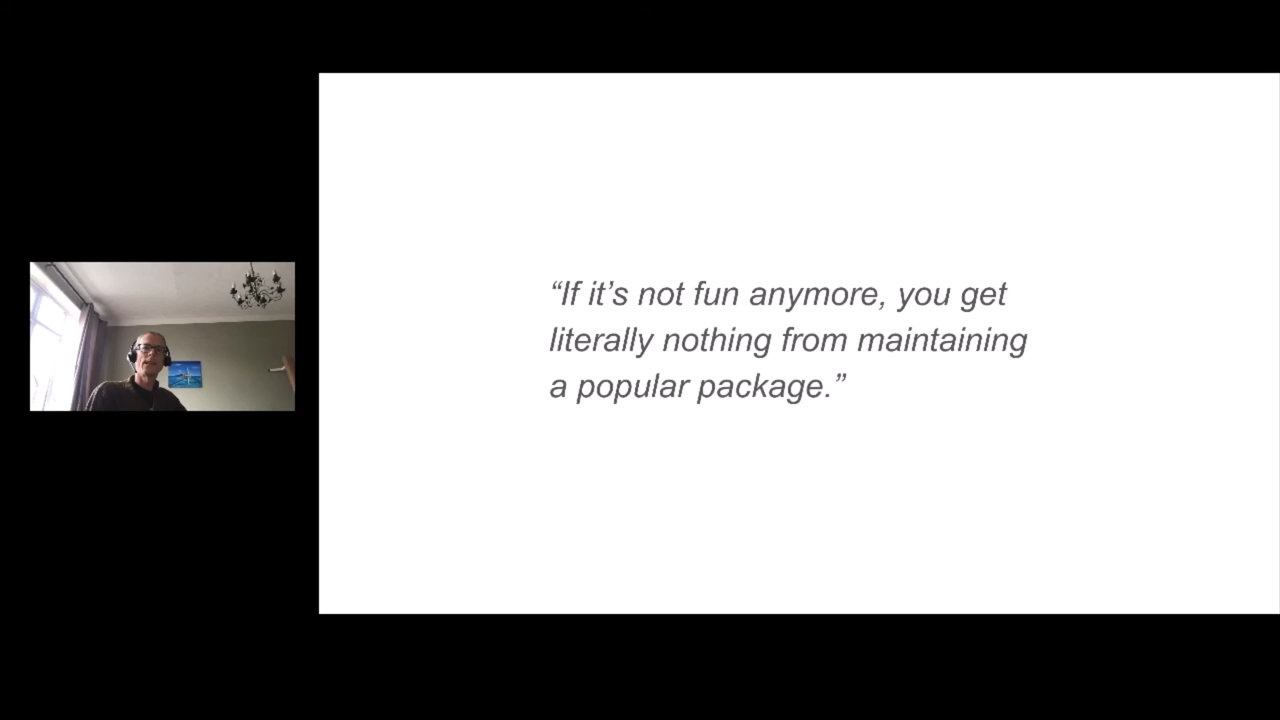 “If it’s not fun anymore, you get
literally nothing from maintaining
a popular package.”